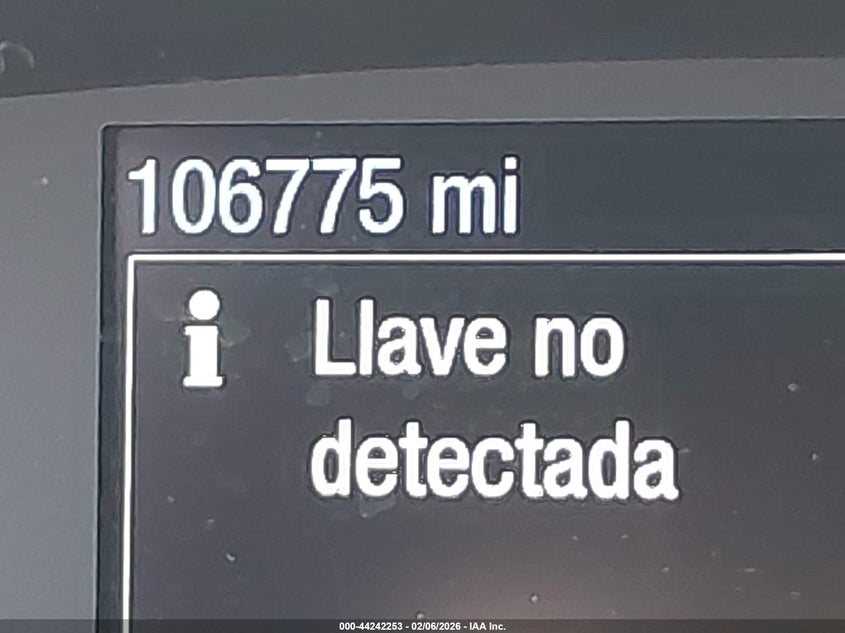 106775 mi
i Llave no
detectada
000-44242253 - 02/06/2026 - IAA Inc.